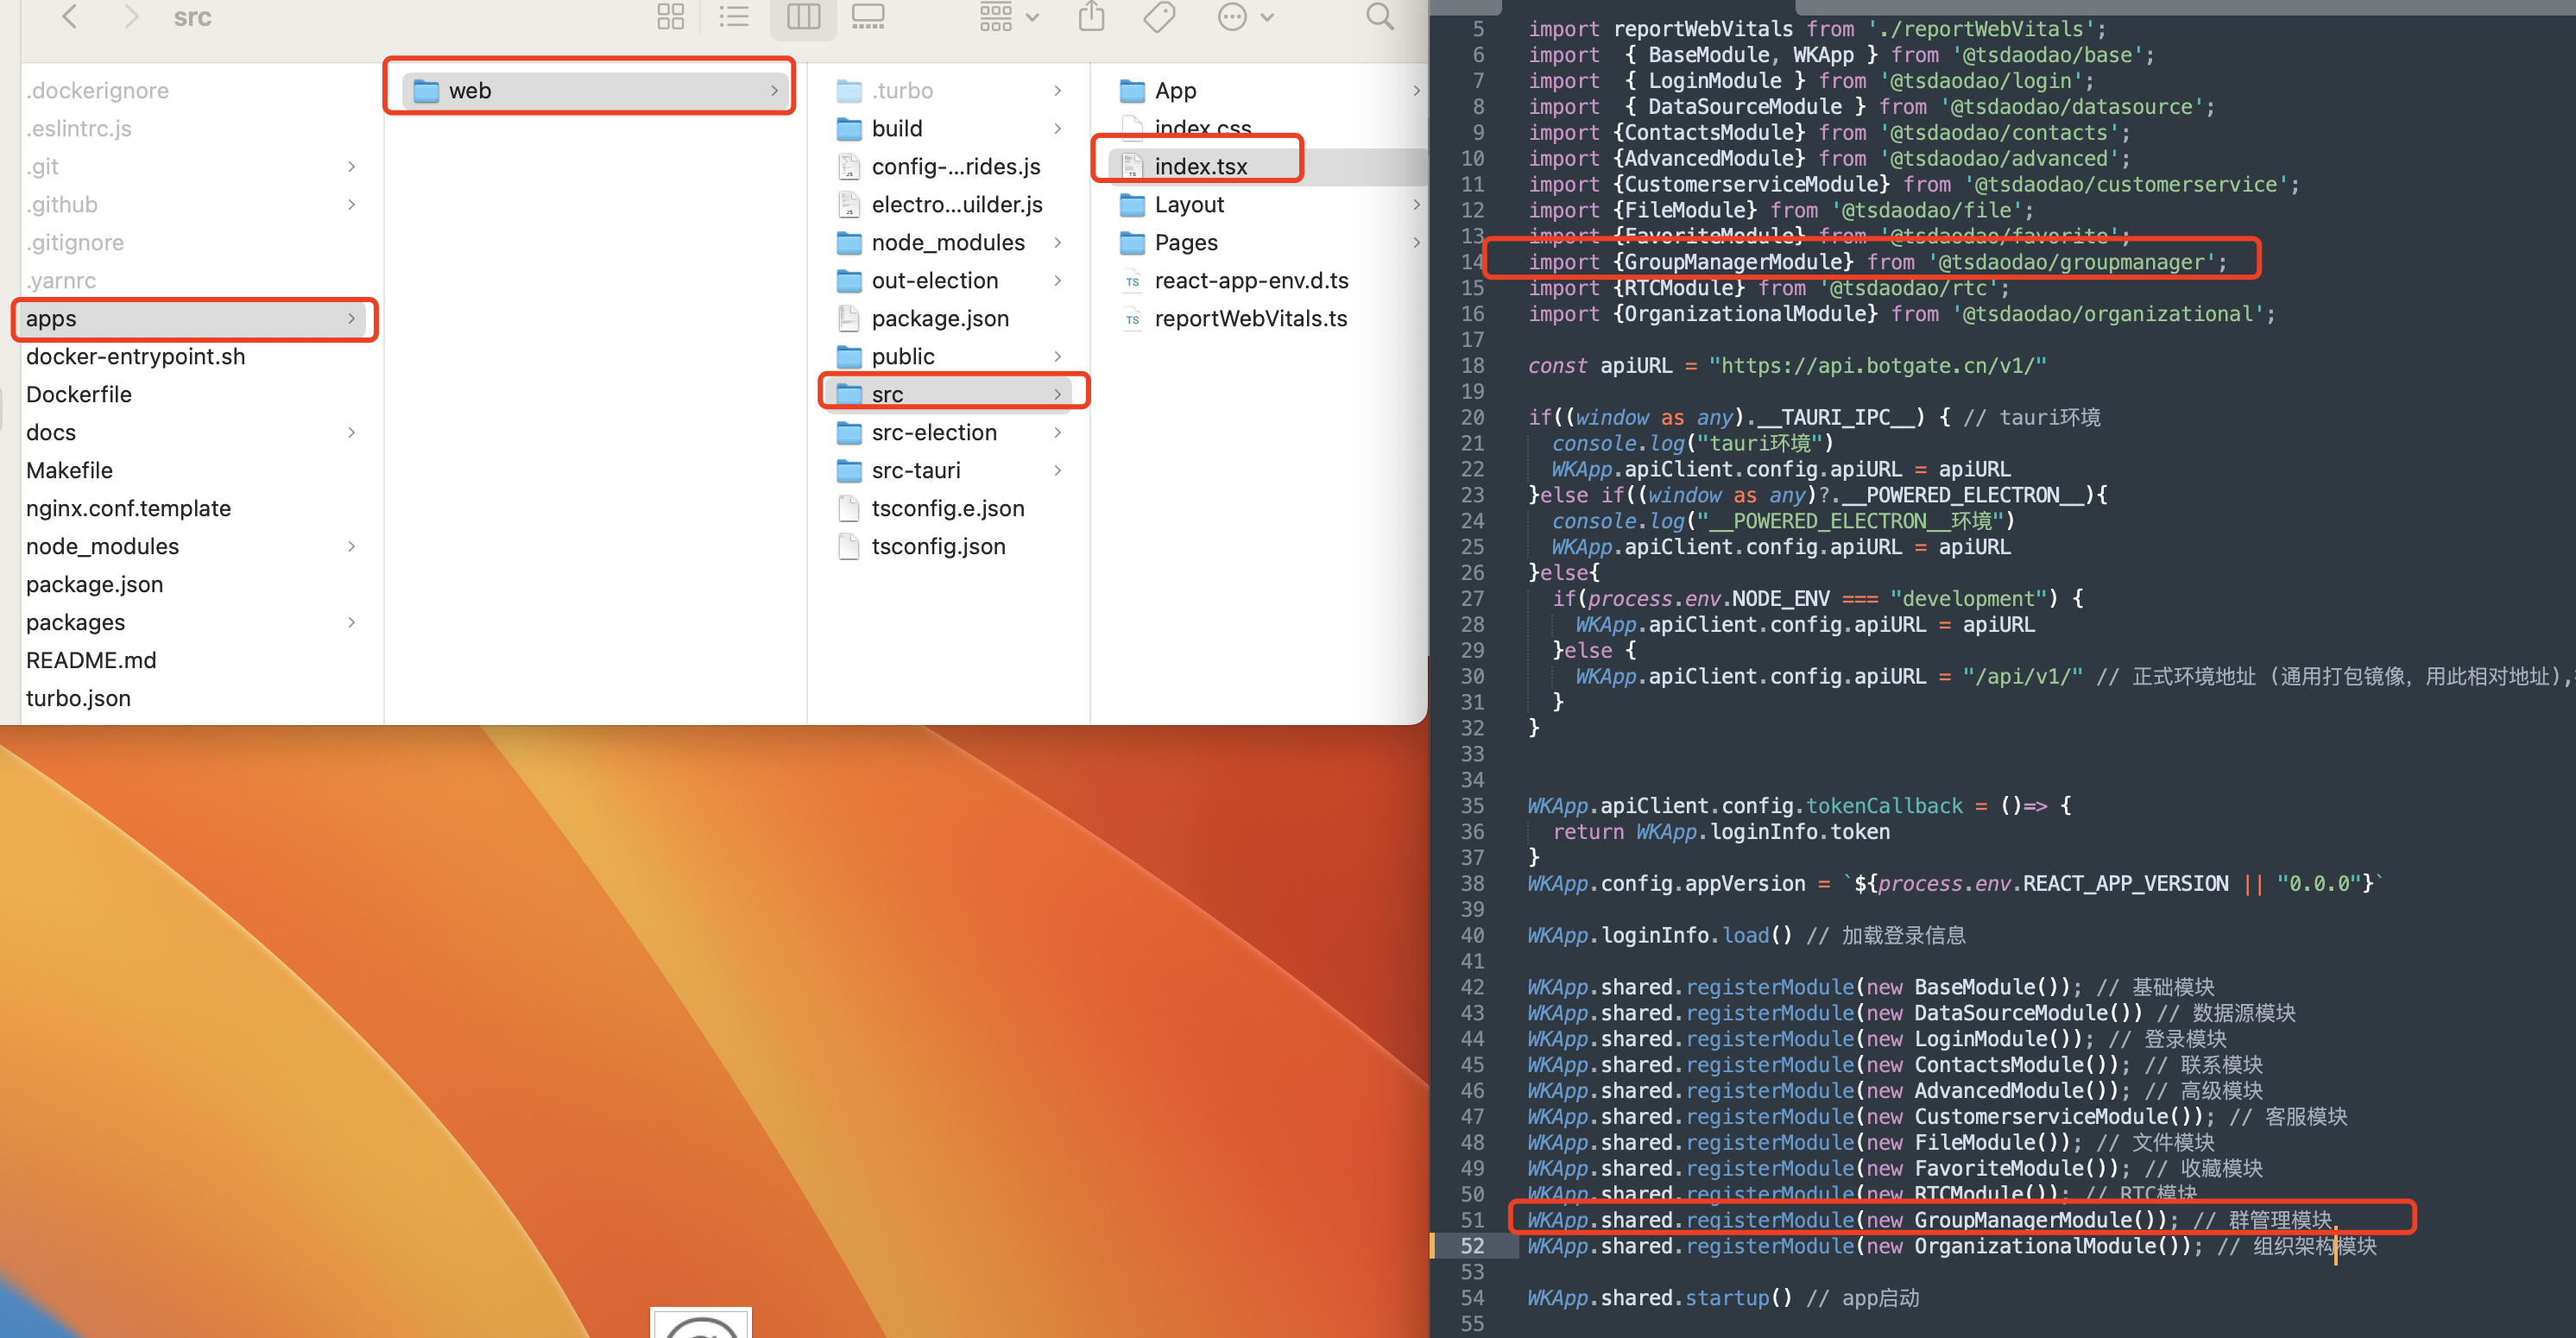 src
.dockerignore
.eslintrc.js
.git
.github
.gitignore
.yarnrc
apps
docker-entrypoint.sh
Dockerfile
docs
Makefile
nginx.conf.template
node_modules
package.json
packages
README.md
turbo.json
web
.turbo
build
config-...rides.js
electro...uilder.js
node_modules
out-election
package.json
public
src
src-election
src-tauri
tsconfig.e.json
tsconfig.json
App
index.css
index.tsx
Layout
Pages
react-app-env.d.ts
reportWebVitals.ts
5 import reportWebVitals from './reportWebVitals';
6 import  { BaseModule, WKApp } from '@tsdaodao/base';
7 import  { LoginModule } from '@tsdaodao/login';
8 import  { DataSourceModule } from '@tsdaodao/datasource';
9 import {ContactsModule} from '@tsdaodao/contacts';
10 import {AdvancedModule} from '@tsdaodao/advanced';
11 import {CustomerserviceModule} from '@tsdaodao/customerservice';
12 import {FileModule} from '@tsdaodao/file';
13 import {FavoriteModule} from '@tsdaodao/favorite';
14 import {GroupManagerModule} from '@tsdaodao/groupmanager';
15 import {RTCModule} from '@tsdaodao/rtc';
16 import {OrganizationalModule} from '@tsdaodao/organizational';
17
18 const apiURL = "https://api.botgate.cn/v1/"
19
20 if((window as any).__TAURI_IPC__) { // tauri环境
21   console.log("tauri环境")
22   WKApp.apiClient.config.apiURL = apiURL
23 }else if((window as any)?.__POWERED_ELECTRON__){
24   console.log("__POWERED_ELECTRON__环境")
25   WKApp.apiClient.config.apiURL = apiURL
26 }else{
27   if(process.env.NODE_ENV === "development") {
28     WKApp.apiClient.config.apiURL = apiURL
29   }else {
30     WKApp.apiClient.config.apiURL = "/api/v1/" // 正式环境地址 (通用打包镜像，用此相对地址),
31   }
32 }
33
34
35 WKApp.apiClient.config.tokenCallback = ()=> {
36   return WKApp.loginInfo.token
37 }
38 WKApp.config.appVersion = `${process.env.REACT_APP_VERSION || "0.0.0"}`
39
40 WKApp.loginInfo.load() // 加载登录信息
41
42 WKApp.shared.registerModule(new BaseModule()); // 基础模块
43 WKApp.shared.registerModule(new DataSourceModule()) // 数据源模块
44 WKApp.shared.registerModule(new LoginModule()); // 登录模块
45 WKApp.shared.registerModule(new ContactsModule()); // 联系模块
46 WKApp.shared.registerModule(new AdvancedModule()); // 高级模块
47 WKApp.shared.registerModule(new CustomerserviceModule()); // 客服模块
48 WKApp.shared.registerModule(new FileModule()); // 文件模块
49 WKApp.shared.registerModule(new FavoriteModule()); // 收藏模块
50 WKApp.shared.registerModule(new RTCModule()); // RTC模块
51 WKApp.shared.registerModule(new GroupManagerModule()); // 群管理模块
52 WKApp.shared.registerModule(new OrganizationalModule()); // 组织架构模块
53
54 WKApp.shared.startup() // app启动
55